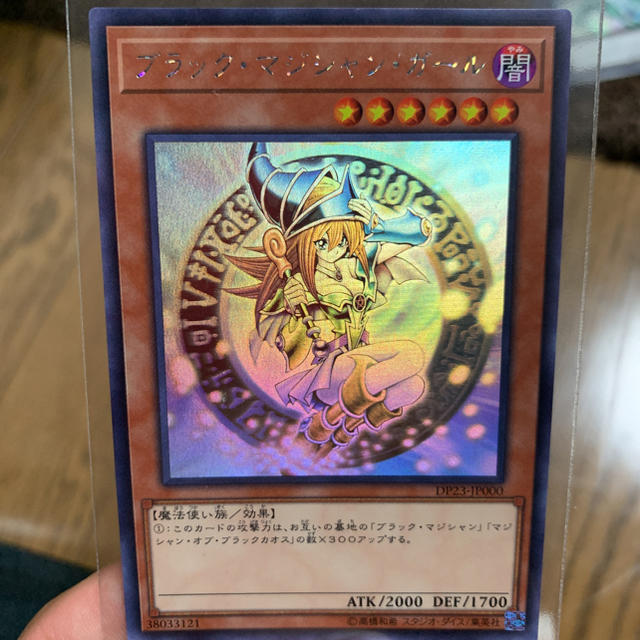 ブラック・マジシャン・ガール
やみ
闇
DP23-JP000
【魔法使い族/効果】
①:このカードの攻撃力は、お互いの墓地の「ブラック・マジシャン」「マジ
シャン・オブ・ブラックカオス」の数×300アップする。
ATK/2000 DEF/1700
38033121
©高橋和希 スタジオ・ダイス/集英社